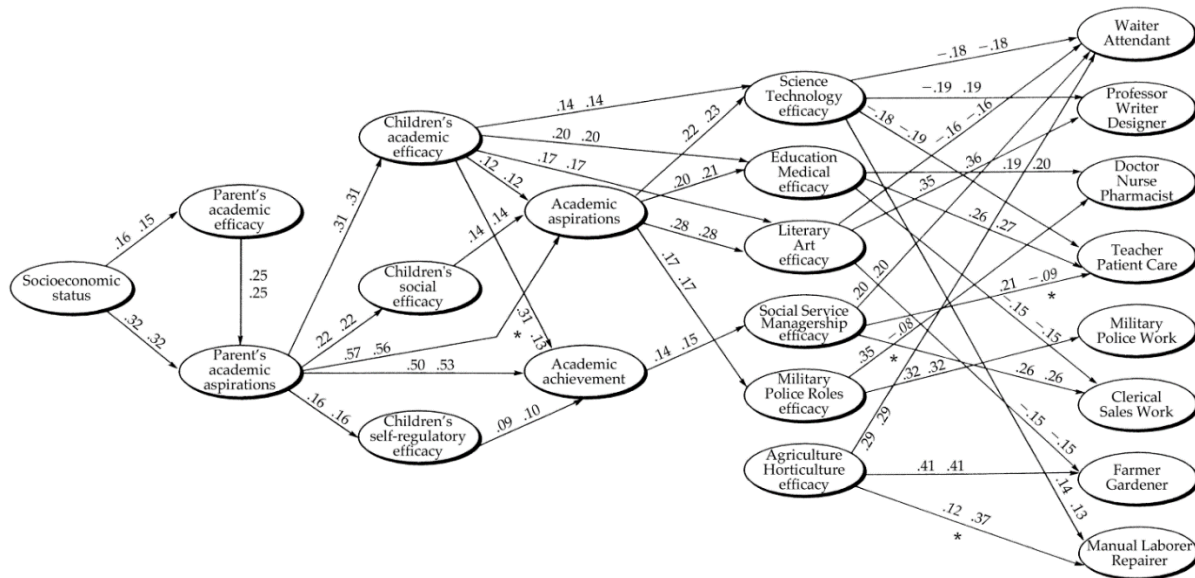 Waiter
Attendant
−.18 −.18
Science
Technology
efficacy
−.19 .19
Professor
Writer
Designer
.14 .14
Children's
academic
efficacy
.22 .23
−.18 −.19
−.16 −.16
.20 .20
.17 .17
.12 .12
.20 .21
Education
Medical
efficacy
.35 .36
.19 .20
Doctor
Nurse
Pharmacist
Parent's
academic
efficacy
.16 .15
.31 .31
Academic
aspirations
.14 .14
.28 .28
Literary
Art
efficacy
.26 .27
Teacher
Patient Care
.25
.25
Socioeconomic
status
Children's
social
efficacy
.17 .17
.20 .20
.21 −.09
*
.32 .32
.22 .22
.31 .13
*
Social Service
Managership
efficacy
−.15 −.15
Military
Police Work
.57 .56
.14 .15
.35 −.08
*
Parent's
academic
aspirations
.50 .53
Academic
achievement
.32 .32
.26 .26
Military
Police Roles
efficacy
Clerical
Sales Work
.16 .16
.09 .10
Children's
self-regulatory
efficacy
.29 .29
−.15 −.15
Agriculture
Horticulture
efficacy
.41 .41
.14 .13
Farmer
Gardener
.12 .37
*
Manual Laborer
Repairer